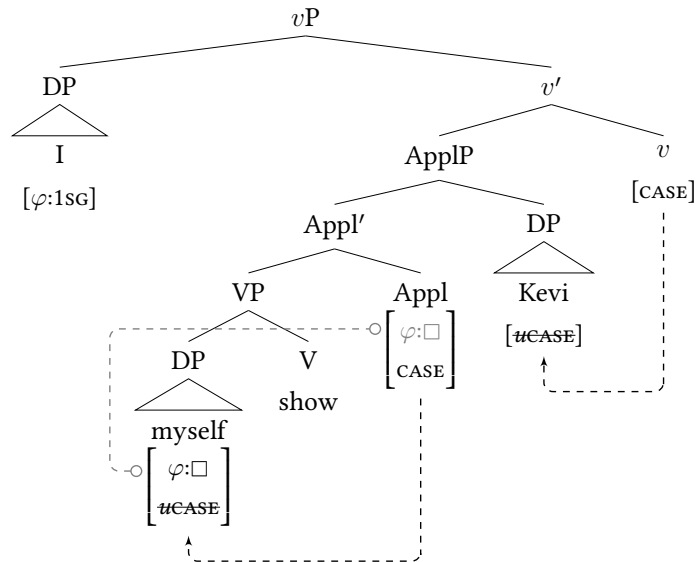 vP
DP v′
I ApplP v
[φ:1SG] [CASE]
Appl′ DP
VP Appl Kevi
φ:□ [uCASE]
DP V CASE
show
myself
φ:□
uCASE